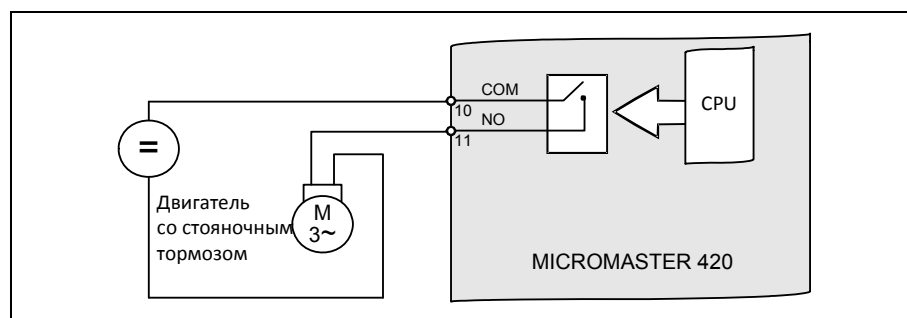 COM
10
NO
11
CPU
=
Двигатель
со стояночным
тормозом
M
3~
MICROMASTER 420